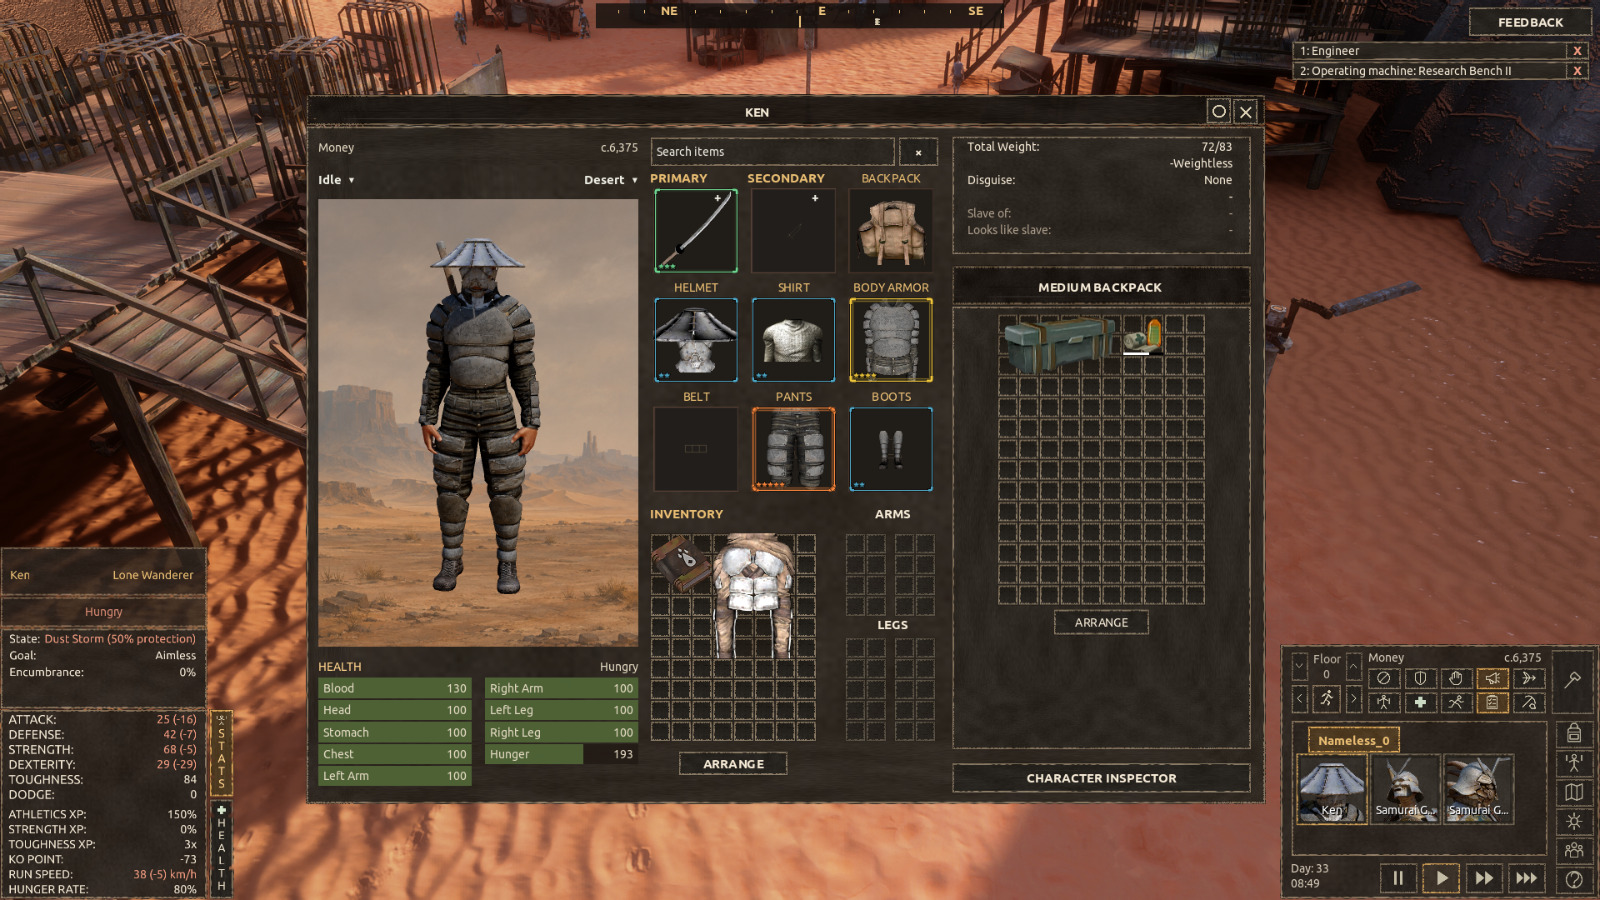 NE E SE
E
FEEDBACK
1: Engineer X
2: Operating machine: Research Bench II X
KEN
Money c.6,375
Idle Desert
Search items ×
PRIMARY SECONDARY BACKPACK
+ +
HELMET SHIRT BODY ARMOR
BELT PANTS BOOTS
INVENTORY ARMS
LEGS
ARRANGE
HEALTH Hungry
Blood 130
Head 100
Stomach 100
Chest 100
Left Arm 100
Right Arm 100
Left Leg 100
Right Leg 100
Hunger 193
Total Weight: 72/83
-Weightless
Disguise: None
-
Slave of: -
Looks like slave: -
MEDIUM BACKPACK
ARRANGE
CHARACTER INSPECTOR
Ken Lone Wanderer
Hungry
State: Dust Storm (50% protection)
Goal: Aimless
Encumbrance: 0%
ATTACK: 25 (-16)
DEFENSE: 42 (-7)
STRENGTH: 68 (-5)
DEXTERITY: 29 (-29)
TOUGHNESS: 84
DODGE: 0
ATHLETICS XP: 150%
STRENGTH XP: 0%
TOUGHNESS XP: 3x
KO POINT: -73
RUN SPEED: 38 (-5) km/h
HUNGER RATE: 80%
STATS
HEALTH
Floor
0
Money c.6,375
Nameless_0
Ken Samurai G... Samurai G...
Day: 33
08:49